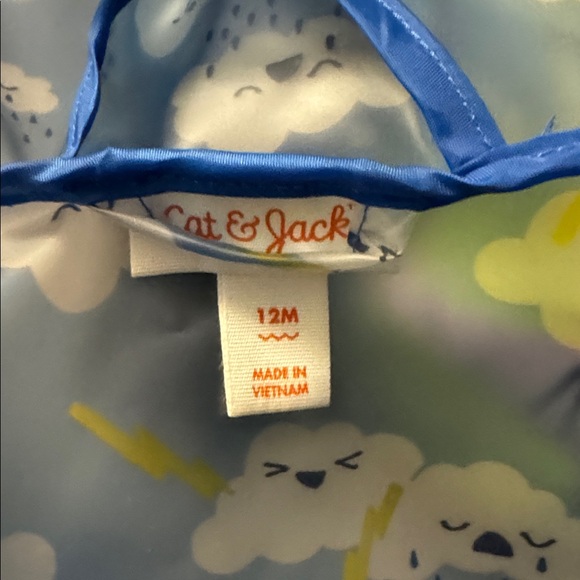 Cat & Jack
12M
MADE IN
VIETNAM